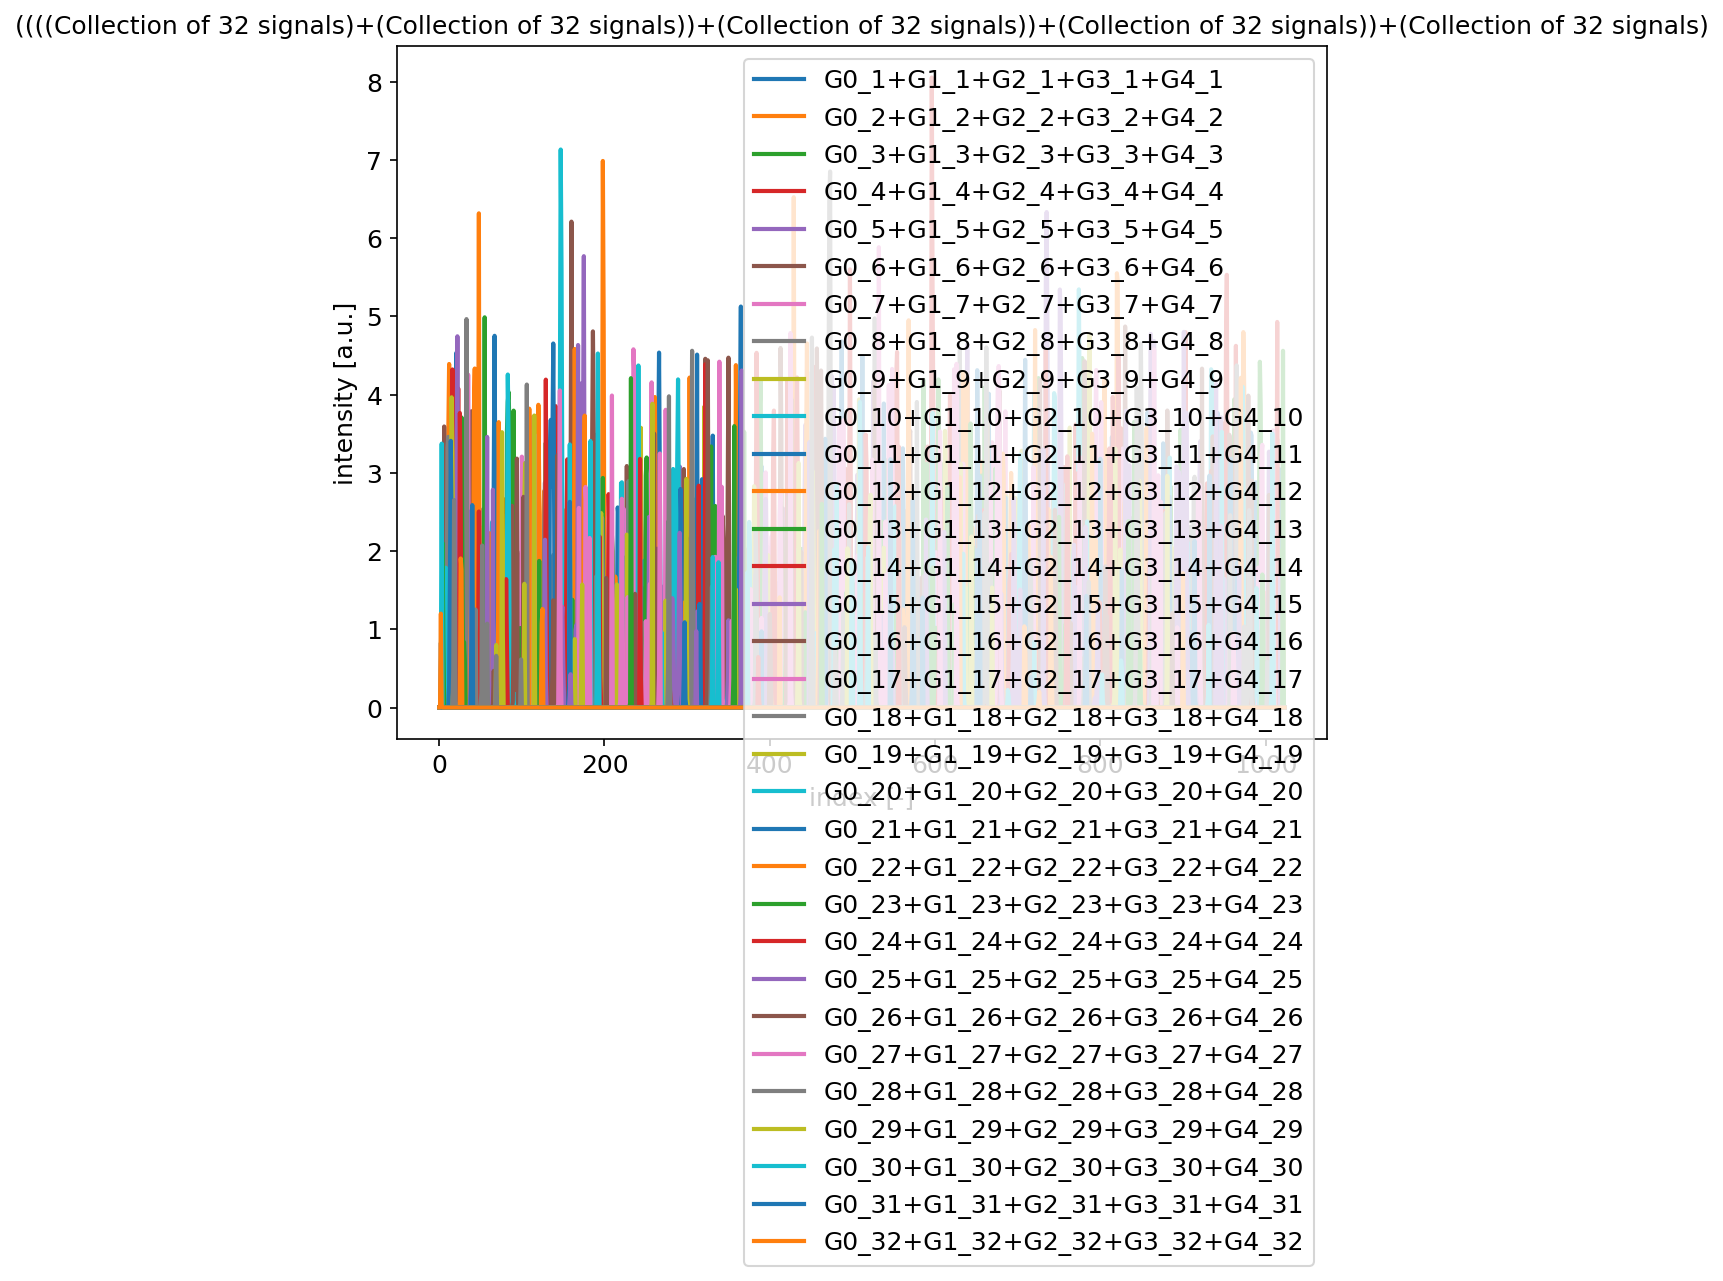 ((((Collection of 32 signals)+(Collection of 32 signals))+(Collection of 32 signals))+(Collection of 32 signals))+(Collection of 32 signals)
8
7
6
5
4
3
2
1
0
intensity [a.u.]
0 200 400 600 800 1000
index [-]
G0_1+G1_1+G2_1+G3_1+G4_1
G0_2+G1_2+G2_2+G3_2+G4_2
G0_3+G1_3+G2_3+G3_3+G4_3
G0_4+G1_4+G2_4+G3_4+G4_4
G0_5+G1_5+G2_5+G3_5+G4_5
G0_6+G1_6+G2_6+G3_6+G4_6
G0_7+G1_7+G2_7+G3_7+G4_7
G0_8+G1_8+G2_8+G3_8+G4_8
G0_9+G1_9+G2_9+G3_9+G4_9
G0_10+G1_10+G2_10+G3_10+G4_10
G0_11+G1_11+G2_11+G3_11+G4_11
G0_12+G1_12+G2_12+G3_12+G4_12
G0_13+G1_13+G2_13+G3_13+G4_13
G0_14+G1_14+G2_14+G3_14+G4_14
G0_15+G1_15+G2_15+G3_15+G4_15
G0_16+G1_16+G2_16+G3_16+G4_16
G0_17+G1_17+G2_17+G3_17+G4_17
G0_18+G1_18+G2_18+G3_18+G4_18
G0_19+G1_19+G2_19+G3_19+G4_19
G0_20+G1_20+G2_20+G3_20+G4_20
G0_21+G1_21+G2_21+G3_21+G4_21
G0_22+G1_22+G2_22+G3_22+G4_22
G0_23+G1_23+G2_23+G3_23+G4_23
G0_24+G1_24+G2_24+G3_24+G4_24
G0_25+G1_25+G2_25+G3_25+G4_25
G0_26+G1_26+G2_26+G3_26+G4_26
G0_27+G1_27+G2_27+G3_27+G4_27
G0_28+G1_28+G2_28+G3_28+G4_28
G0_29+G1_29+G2_29+G3_29+G4_29
G0_30+G1_30+G2_30+G3_30+G4_30
G0_31+G1_31+G2_31+G3_31+G4_31
G0_32+G1_32+G2_32+G3_32+G4_32